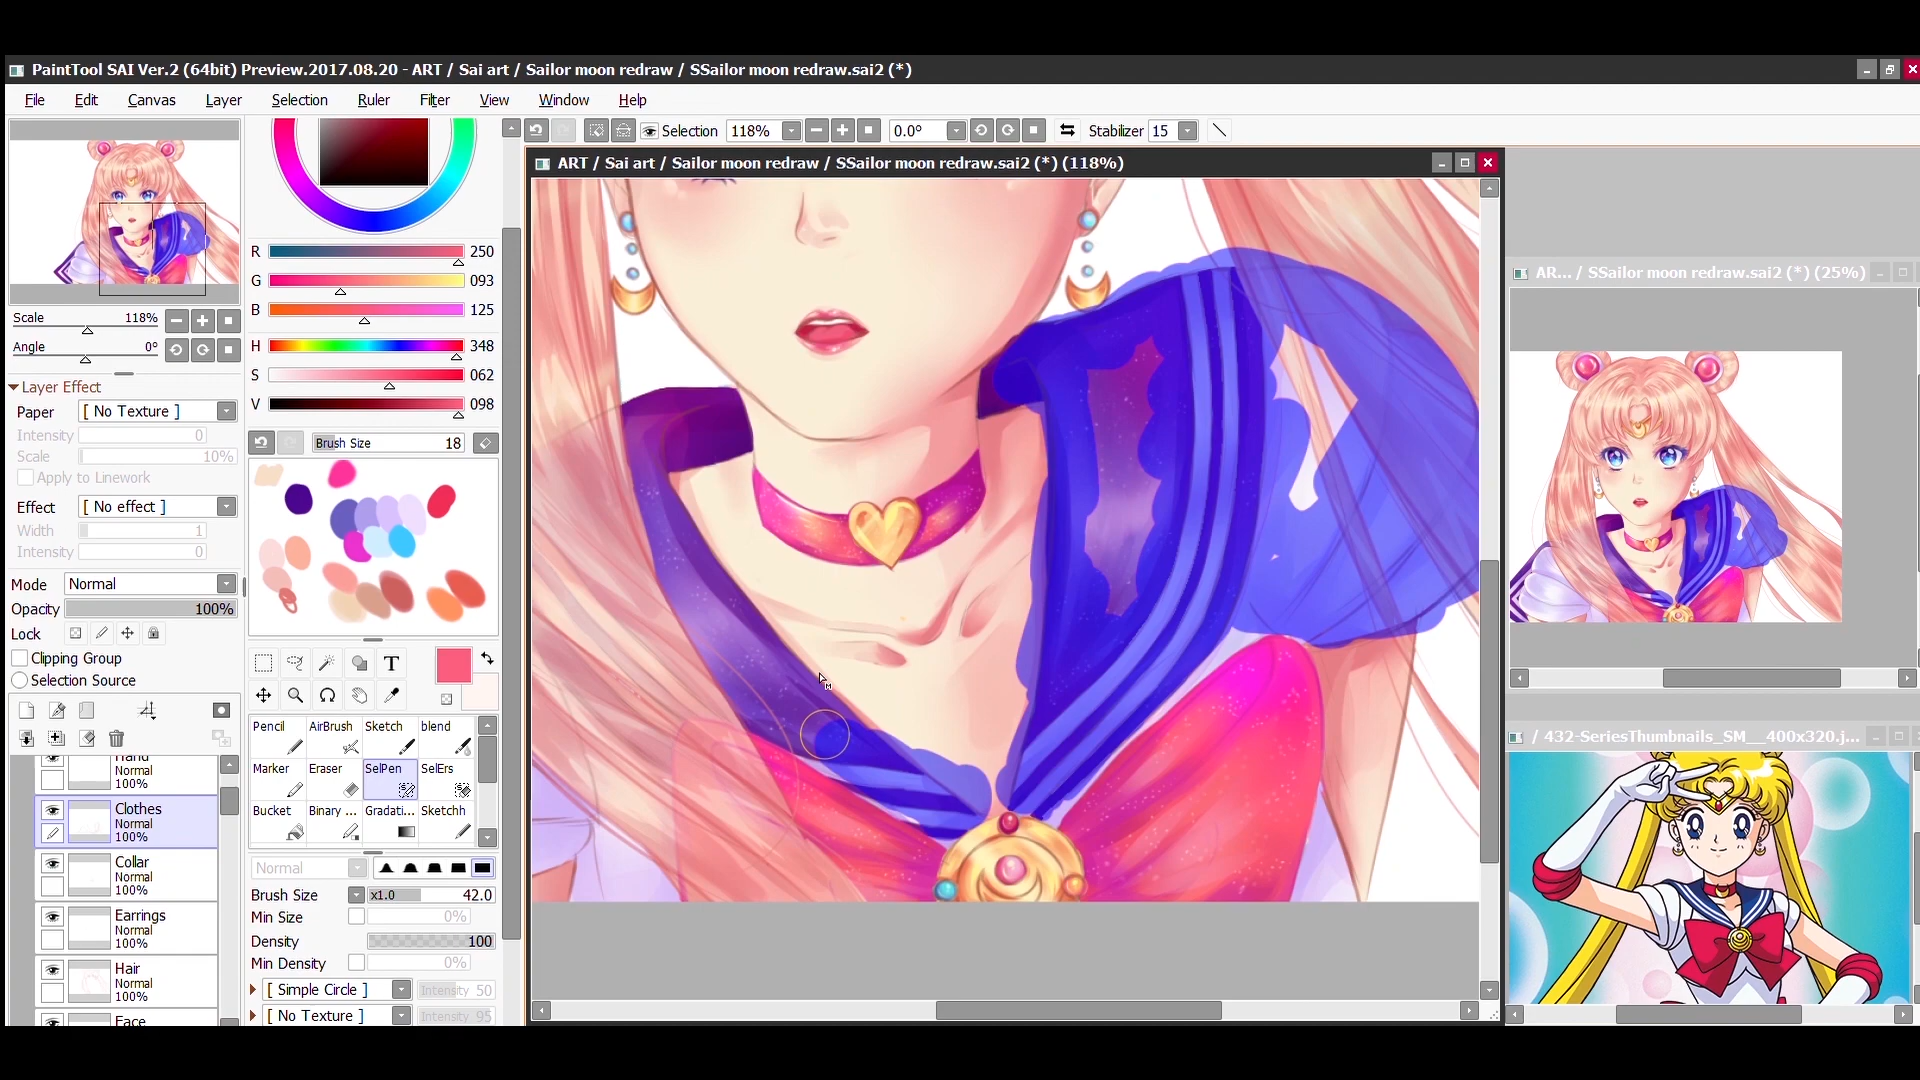 PaintTool SAI Ver.2 (64bit) Preview.2017.08.20 - ART / Sai art / Sailor moon redraw / SSailor moon redraw.sai2 (*)
File Edit Canvas Layer Selection Ruler Filter View Window Help
Selection 118% 0.0° Stabilizer 15
ART / Sai art / Sailor moon redraw / SSailor moon redraw.sai2 (*) (118%)
AR... / SSailor moon redraw.sai2 (*) (25%)
/ 432-SeriesThumbnails_SM__400x320.j...
Scale 118%
Angle 0°
Layer Effect
Paper [ No Texture ]
Intensity 0
Scale 10%
Apply to Linework
Effect [ No effect ]
Width 1
Intensity 0
Mode Normal
Opacity 100%
Lock
Clipping Group
Selection Source
Hand
Normal
100%
Clothes
Normal
100%
Collar
Normal
100%
Earrings
Normal
100%
Hair
Normal
100%
Face
R 250
G 093
B 125
H 348
S 062
V 098
Brush Size 18
T
Pencil AirBrush Sketch blend
Marker Eraser SelPen SelErs
Bucket Binary ... Gradati... Sketchh
Normal
Brush Size x1.0 42.0
Min Size 0%
Density 100
Min Density 0%
[ Simple Circle ] Intensity 50
[ No Texture ] Intensity 95